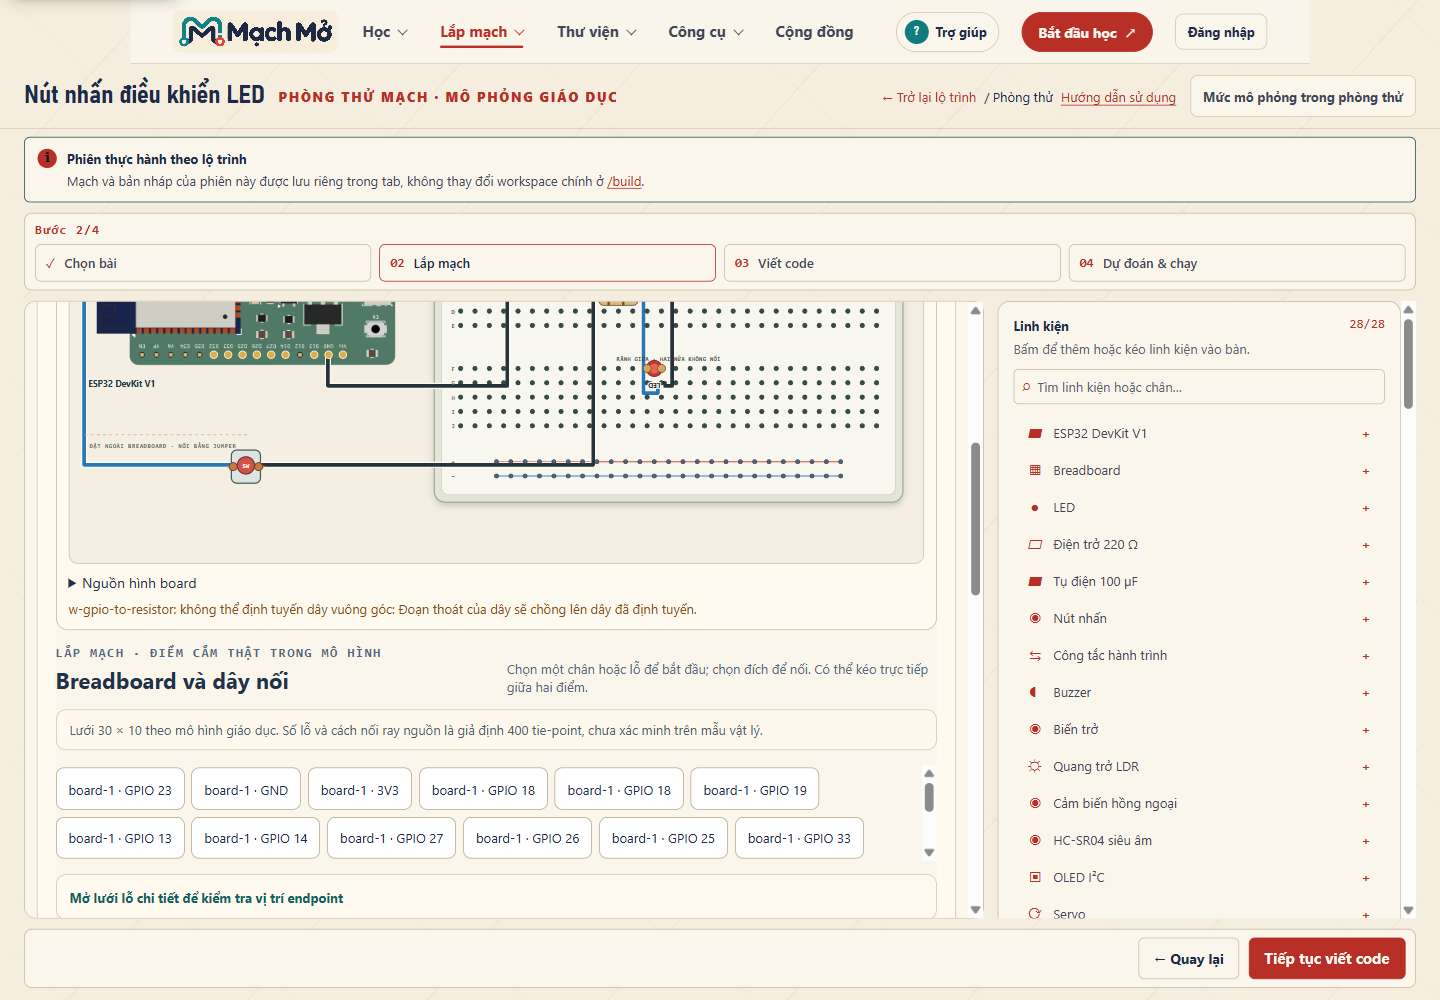 Mạch Mở
Học
Lắp mạch
Thư viện
Công cụ
Cộng đồng
? Trợ giúp
Bắt đầu học ↗
Đăng nhập
Nút nhấn điều khiển LED
PHÒNG THỬ MẠCH · MÔ PHỎNG GIÁO DỤC
← Trở lại lộ trình / Phòng thử Hướng dẫn sử dụng
Mức mô phỏng trong phòng thử
Phiên thực hành theo lộ trình
Mạch và bản nháp của phiên này được lưu riêng trong tab, không thay đổi workspace chính ở /build.
Bước 2/4
✓ Chọn bài
02 Lắp mạch
03 Viết code
04 Dự đoán & chạy
ESP32 DevKit V1
ĐẶT NGOÀI BREADBOARD · NỐI BẰNG JUMPER
SW
LED
▶ Nguồn hình board
w-gpio-to-resistor: không thể định tuyến dây vuông góc: Đoạn thoát của dây sẽ chồng lên dây đã định tuyến.
LẮP MẠCH · ĐIỂM CẮM THẬT TRONG MÔ HÌNH
Breadboard và dây nối
Chọn một chân hoặc lỗ để bắt đầu; chọn đích để nối. Có thể kéo trực tiếp
giữa hai điểm.
Lưới 30 × 10 theo mô hình giáo dục. Số lỗ và cách nối ray nguồn là giả định 400 tie-point, chưa xác minh trên mẫu vật lý.
board-1 · GPIO 23
board-1 · GND
board-1 · 3V3
board-1 · GPIO 18
board-1 · GPIO 18
board-1 · GPIO 19
board-1 · GPIO 13
board-1 · GPIO 14
board-1 · GPIO 27
board-1 · GPIO 26
board-1 · GPIO 25
board-1 · GPIO 33
Mở lưới lỗ chi tiết để kiểm tra vị trí endpoint
Linh kiện
28/28
Bấm để thêm hoặc kéo linh kiện vào bàn.
Tìm linh kiện hoặc chân...
ESP32 DevKit V1 +
Breadboard +
LED +
Điện trở 220 Ω +
Tụ điện 100 µF +
Nút nhấn +
Công tắc hành trình +
Buzzer +
Biến trở +
Quang trở LDR +
Cảm biến hồng ngoại +
HC-SR04 siêu âm +
OLED I²C +
Servo +
← Quay lại
Tiếp tục viết code